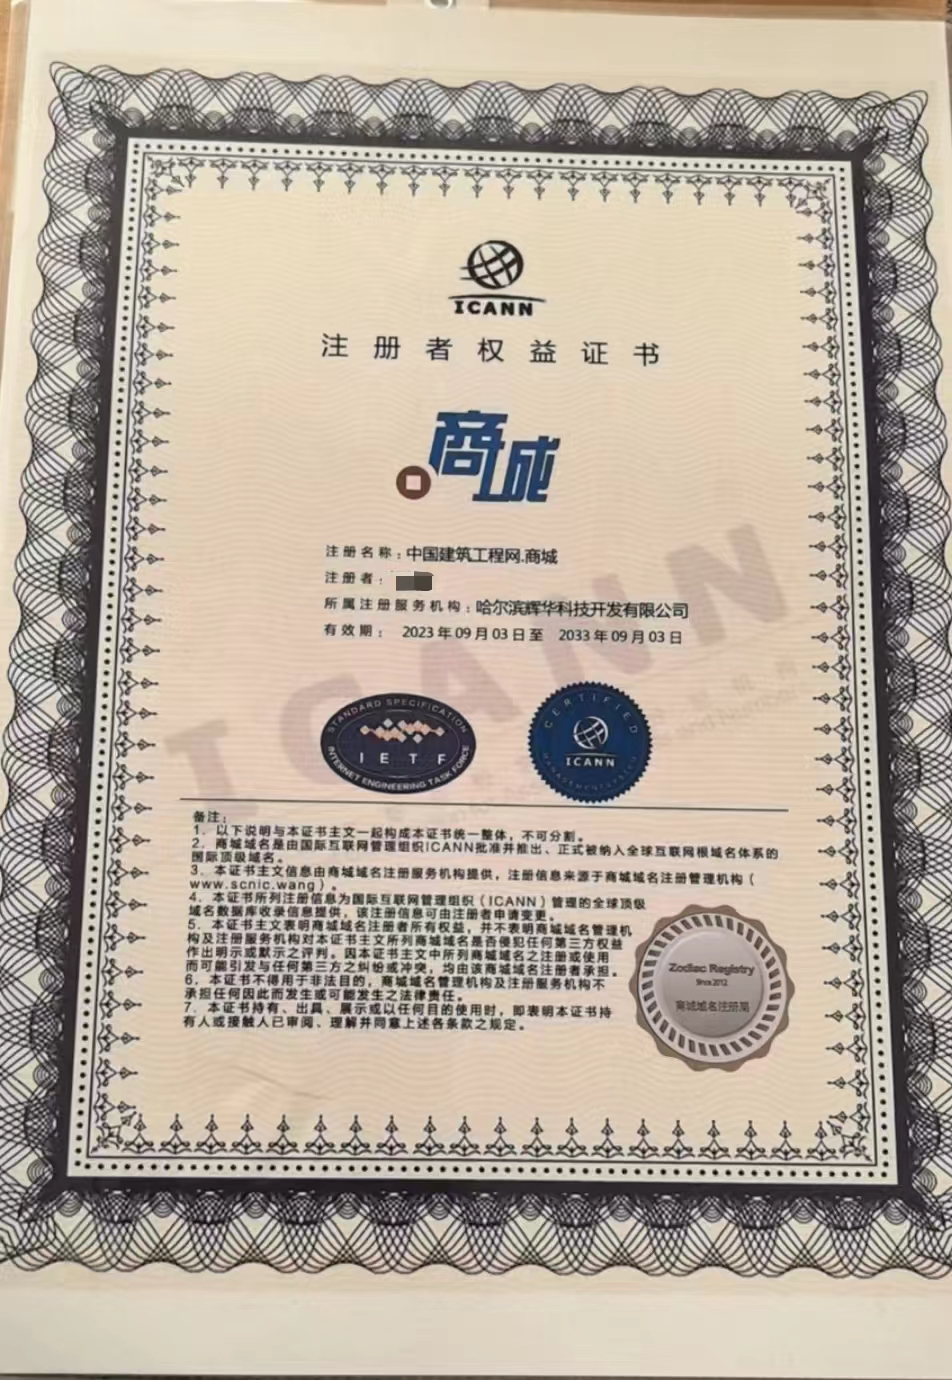 ICANN
注册者权益证书
商城
注册名称：中国建筑工程网.商城
注册者：
所属注册服务机构：哈尔滨辉华科技开发有限公司
有效期： 2023年09月03日至 2033年09月03日
STANDARD SPECIFICATION
IETF
INTERNET ENGINEERING TASK FORCE
CERTIFIED
ICANN
ICANN
备注：
1．以下说明与本证书主文一起构成本证书统一整体，不可分割。
2．商城域名是由国际互联网管理组织ICANN批准并推出、正式被纳入全球互联网根域名体系的
国际顶级域名。
3．本证书主文信息由商城域名注册服务机构提供，注册信息来源于商城域名注册管理机构（
www.scnic.wang）。
4．本证书所列注册信息为国际互联网管理组织（ICANN）管理的全球顶级
域名数据库收录信息提供，该注册信息可由注册者申请变更。
5．本证书主文表明商城域名注册者所有权益，并不表明商城域名管理机
构及注册服务机构对本证书主文所列商城域名是否侵犯任何第三方权益
作出明示或默示之评判。因本证书主文中所列商城域名之注册或使用
而可能引发与任何第三方之纠纷或冲突，均由该商城域名注册者承担。
6．本证书不得用于非法目的，商城域名管理机构及注册服务机构不
承担任何因此而发生或可能发生之法律责任。
7．本证书持有、出具、展示或以任何目的使用时，即表明本证书持
有人或接触人已审阅、理解并同意上述各条款之规定。
Zodiac Registry
Since 2012
商城域名注册局